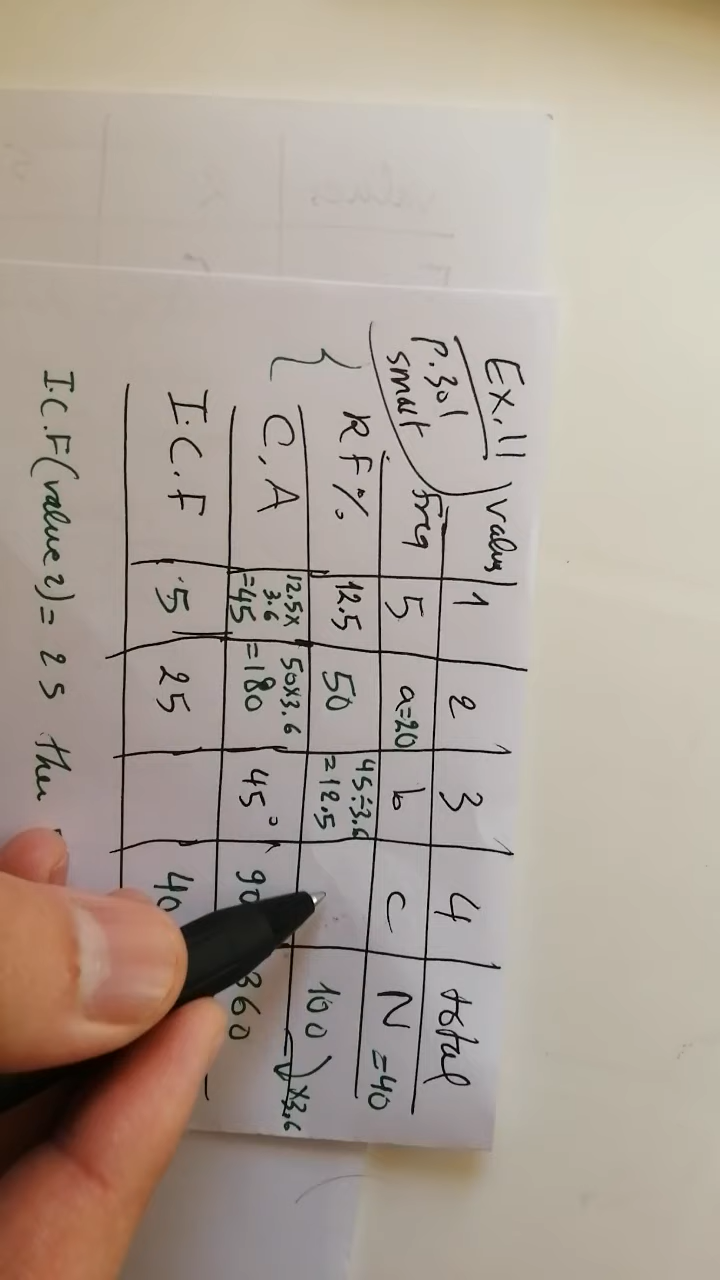 Ex.11
P.301
smart
value 1 2 3 4 total
freq 5 a=20 b c N =40
RF% 12.5 50 45÷3.6 =12.5 100
C.A 12.5x 3.6 =45 50x3.6 =180 45° 90 360
x3.6
I.C.F 5 25 40 –
I.C.F(value 2) = 25 then